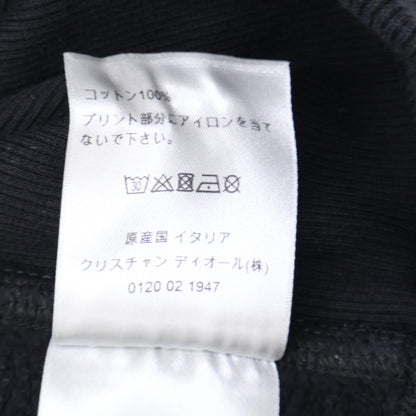 コットン100%
プリント部分にアイロンを当て
ないで下さい。
30
原産国 イタリア
クリスチャン ディオール(株)
0120 02 1947